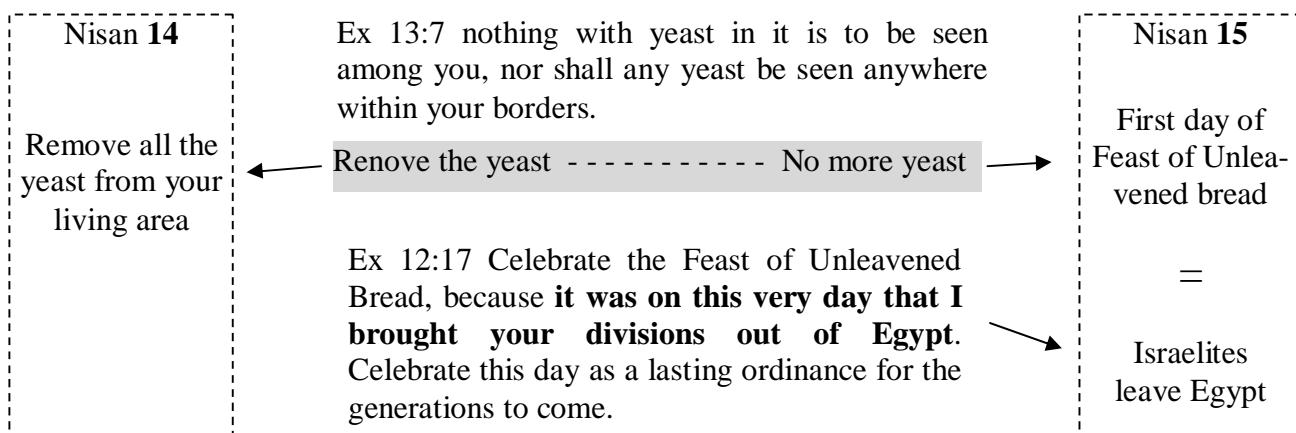 Nisan 14
Remove all the
yeast from your
living area
Ex 13:7 nothing with yeast in it is to be seen
among you, nor shall any yeast be seen anywhere
within your borders.
Renove the yeast - - - - - - - - - - - No more yeast
Ex 12:17 Celebrate the Feast of Unleavened
Bread, because it was on this very day that I
brought your divisions out of Egypt.
Celebrate this day as a lasting ordinance for the
generations to come.
Nisan 15
First day of
Feast of Unlea-
vened bread
=
Israelites
leave Egypt